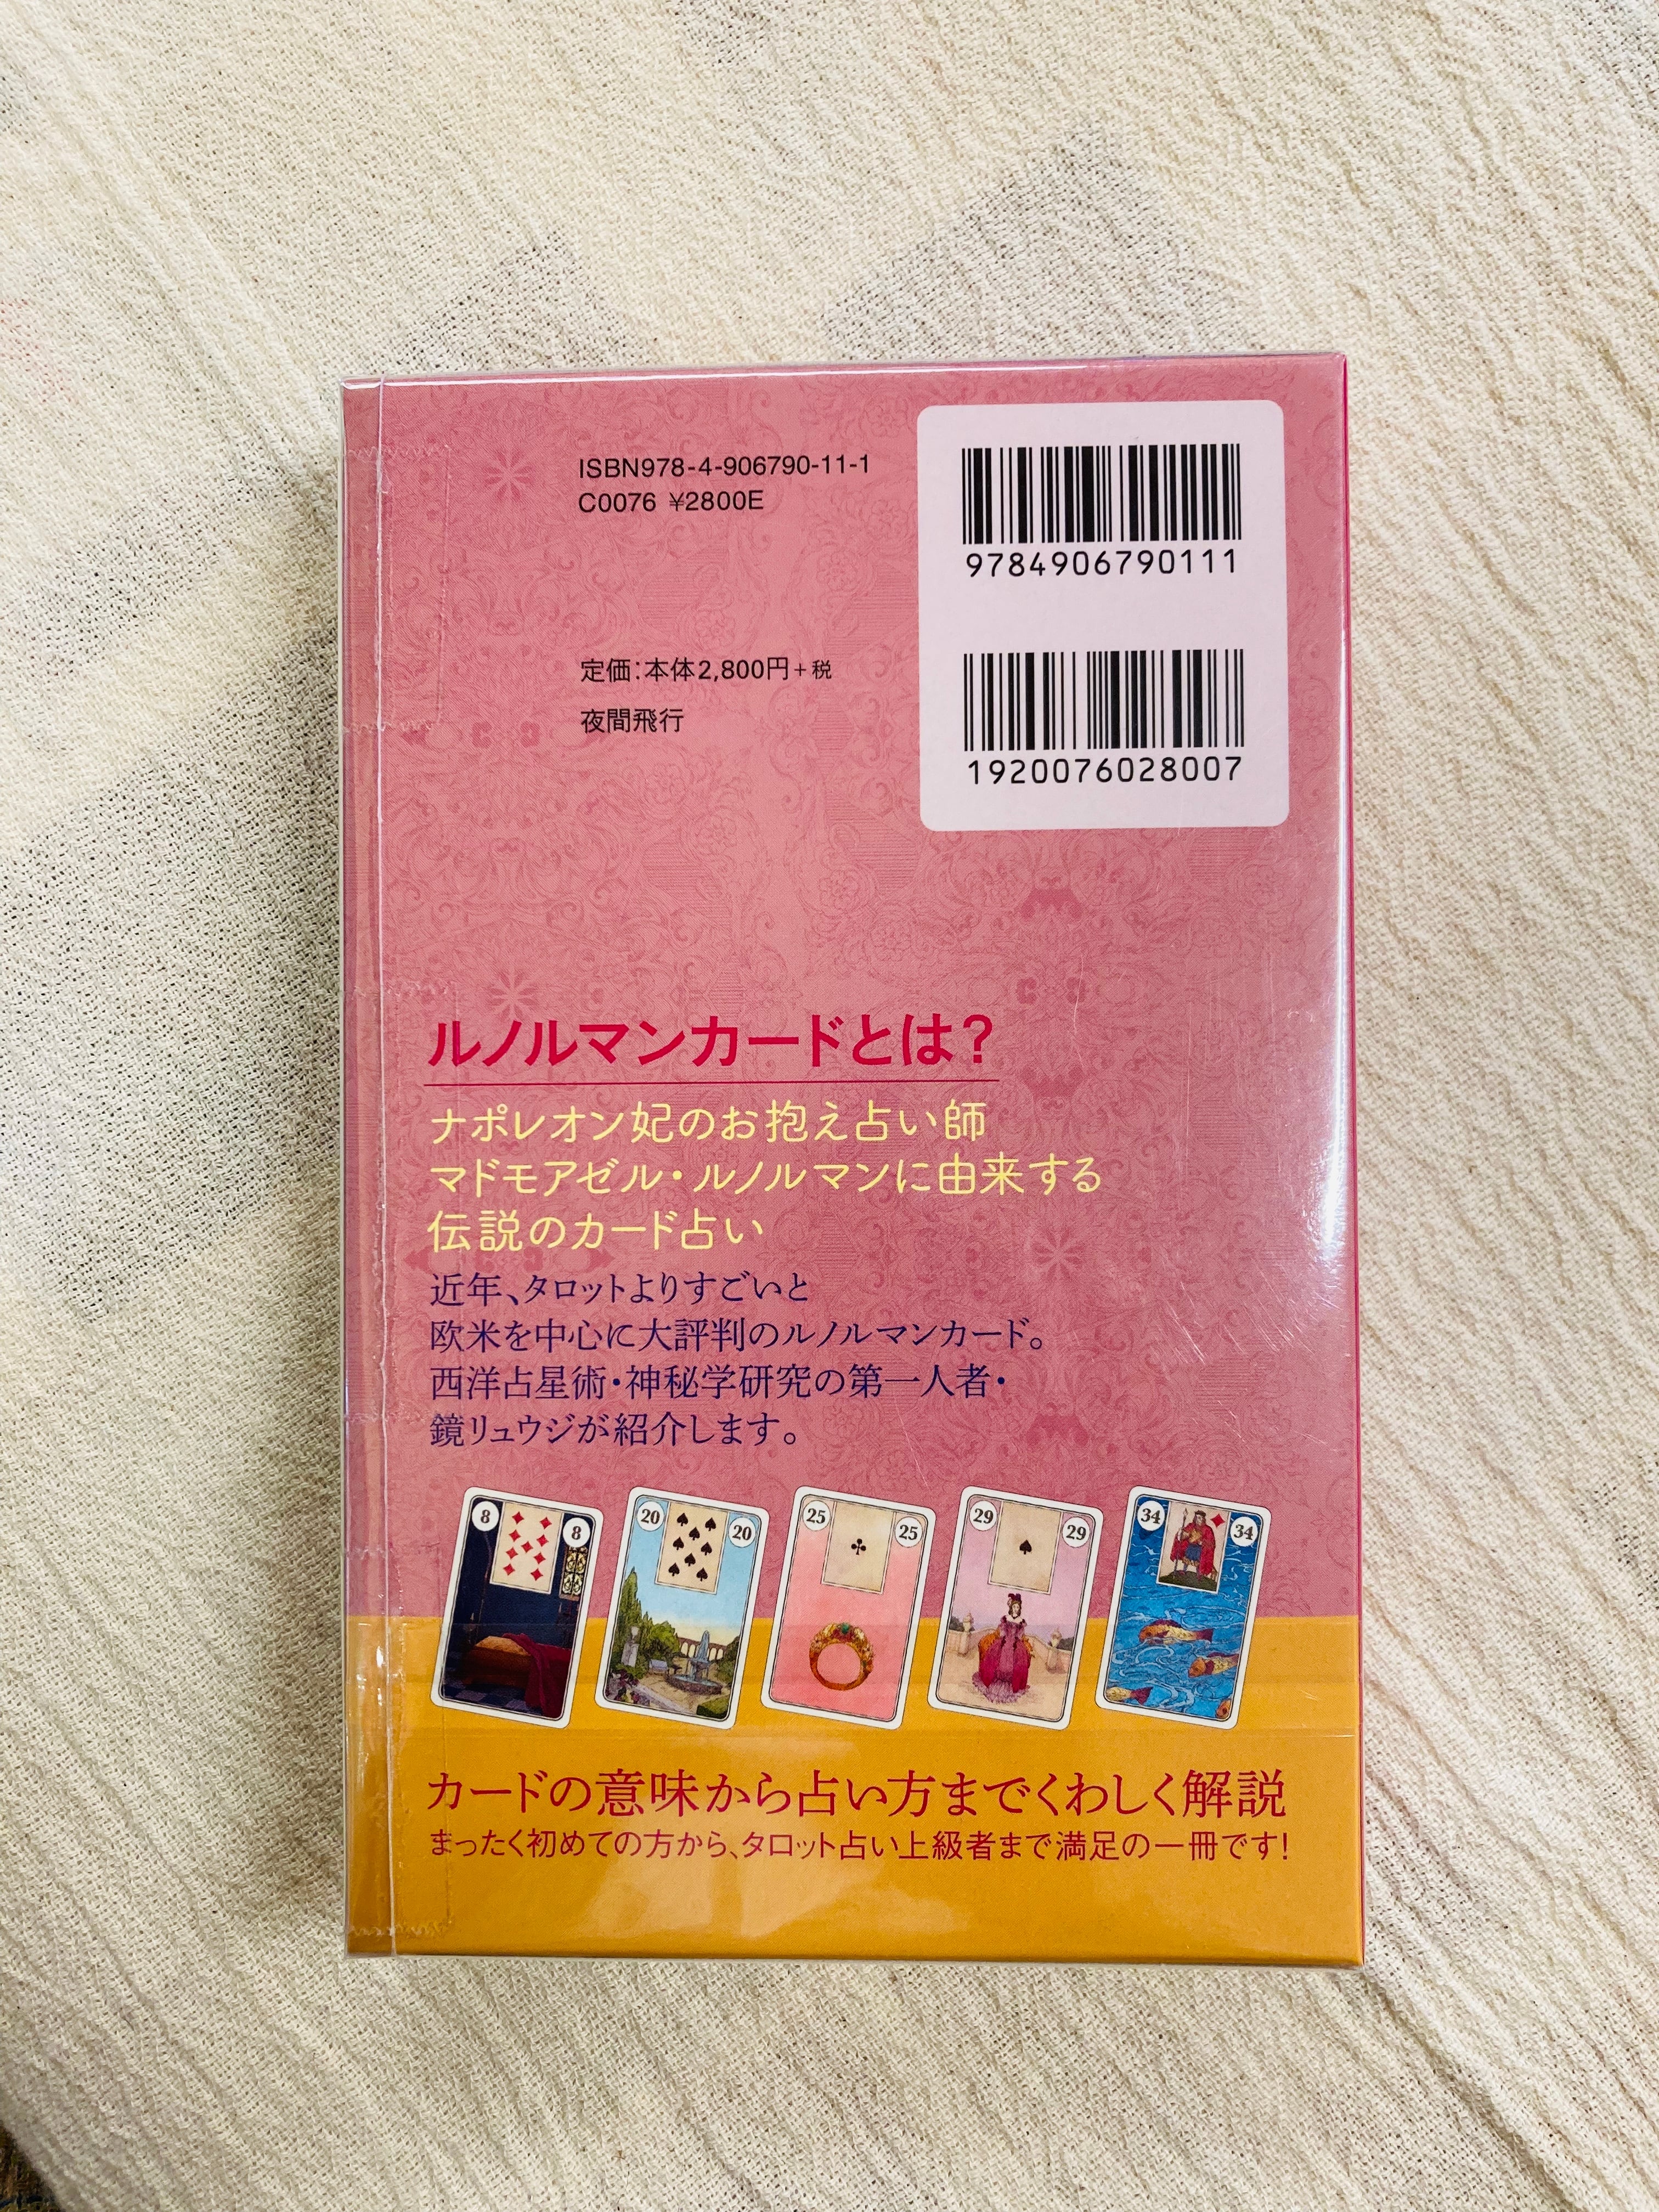 ISBN978-4-906790-11-1
C0076 ¥2800E
9784906790111
定価：本体2,800円+税
夜間飛行
1920076028007
ルノルマンカードとは？
ナポレオン妃のお抱え占い師
マドモアゼル・ルノルマンに由来する
伝説のカード占い
近年、タロットよりすごいと
欧米を中心に大評判のルノルマンカード。
西洋占星術・神秘学研究の第一人者・
鏡リュウジが紹介します。
8 8
20 20
25 25
29 29
34 34
カードの意味から占い方までくわしく解説
まったく初めての方から、タロット占い上級者まで満足の一冊です！